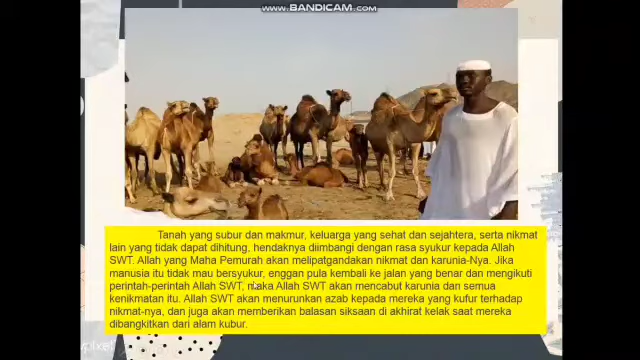 WWW.BANDICAM.COM
Tanah yang subur dan makmur, keluarga yang sehat dan sejahtera, serta nikmat
lain yang tidak dapat dihitung, hendaknya diimbangi dengan rasa syukur kepada Allah
SWT. Allah yang Maha Pemurah akan melipatgandakan nikmat dan karunia-Nya. Jika
manusia itu tidak mau bersyukur, enggan pula kembali ke jalan yang benar dan mengikuti
perintah-perintah Allah SWT, maka Allah SWT akan mencabut karunia dan semua
kenikmatan itu. Allah SWT akan menurunkan azab kepada mereka yang kufur terhadap
nikmat-nya, dan juga akan memberikan balasan siksaan di akhirat kelak saat mereka
dibangkitkan dari alam kubur.